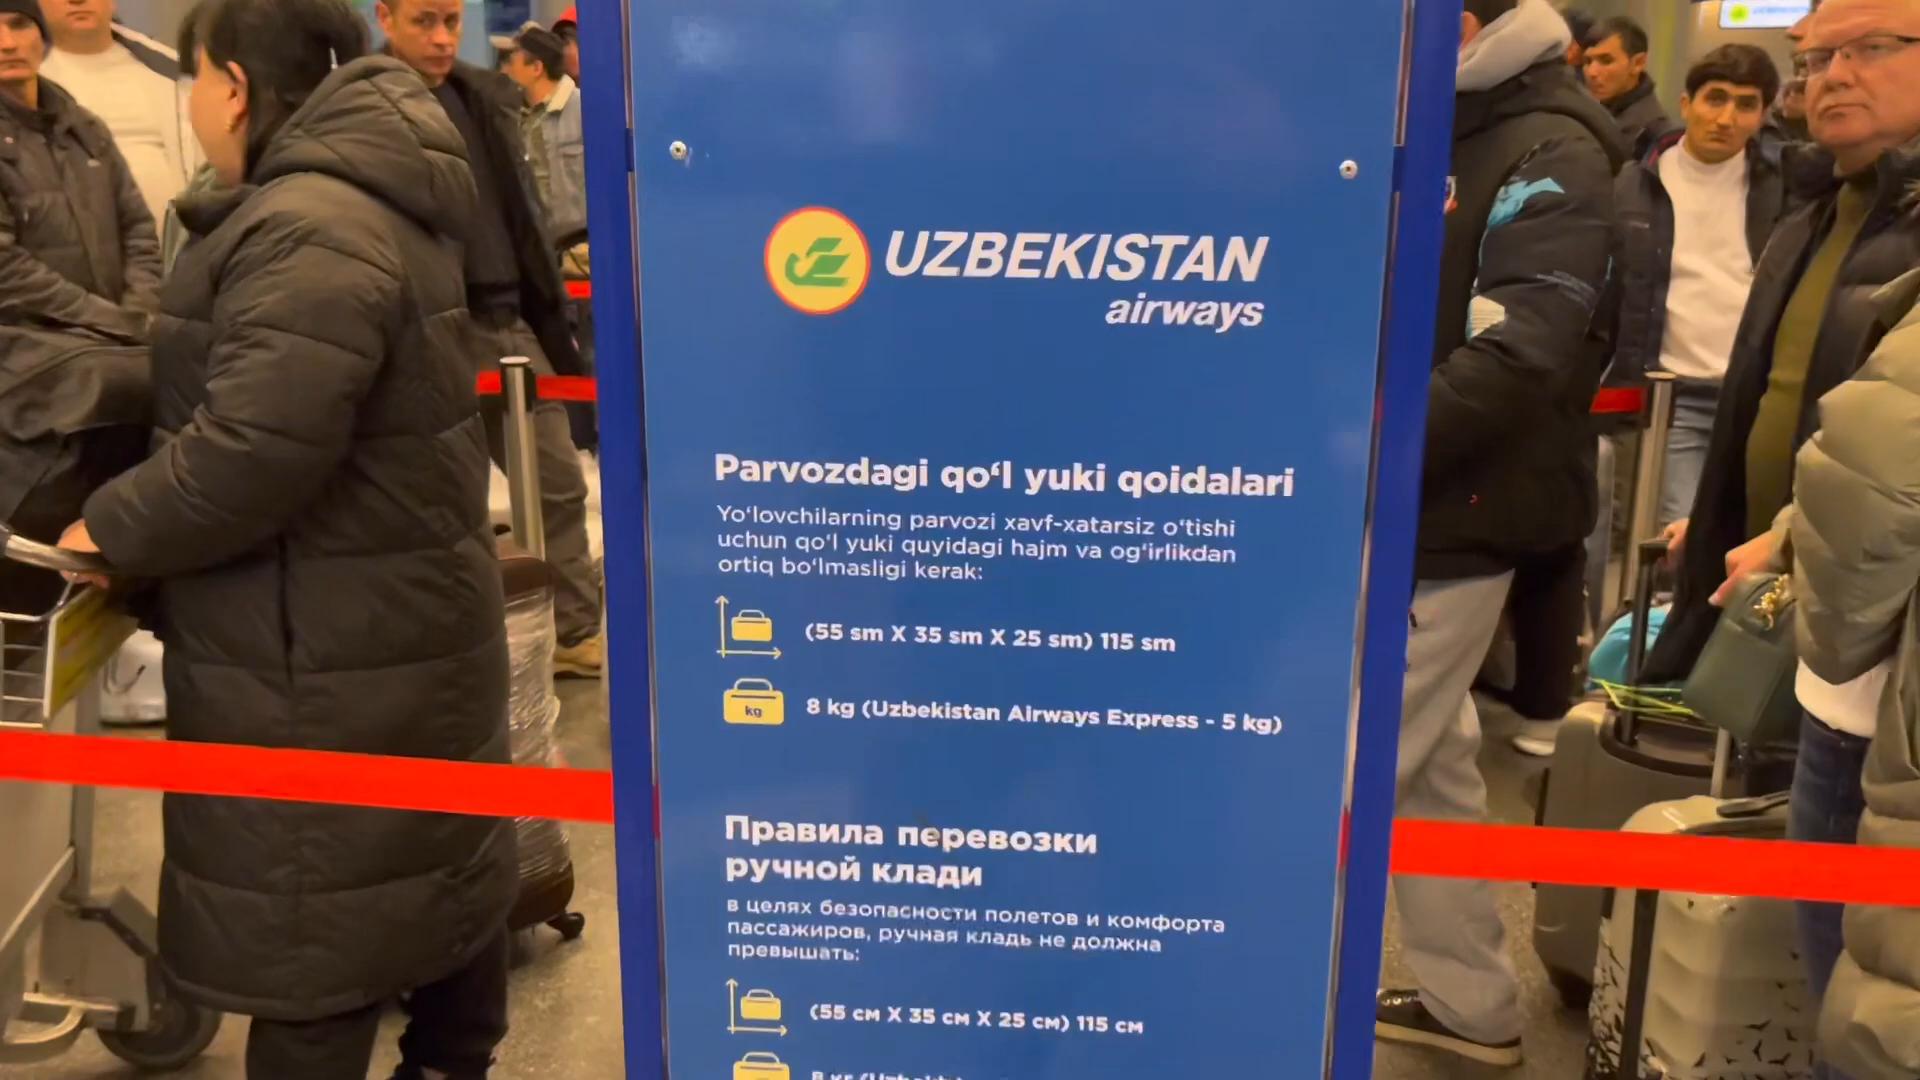 UZBEKISTAN
airways
Parvozdagi qo‘l yuki qoidalari
Yo‘lovchilarning parvozi xavf-xatarsiz o‘tishi
uchun qo‘l yuki quyidagi hajm va og‘irlikdan
ortiq bo‘lmasligi kerak:
(55 sm X 35 sm X 25 sm) 115 sm
kg
8 kg (Uzbekistan Airways Express - 5 kg)
Правила перевозки
ручной клади
в целях безопасности полетов и комфорта
пассажиров, ручная кладь не должна
превышать:
(55 см X 35 см X 25 см) 115 см